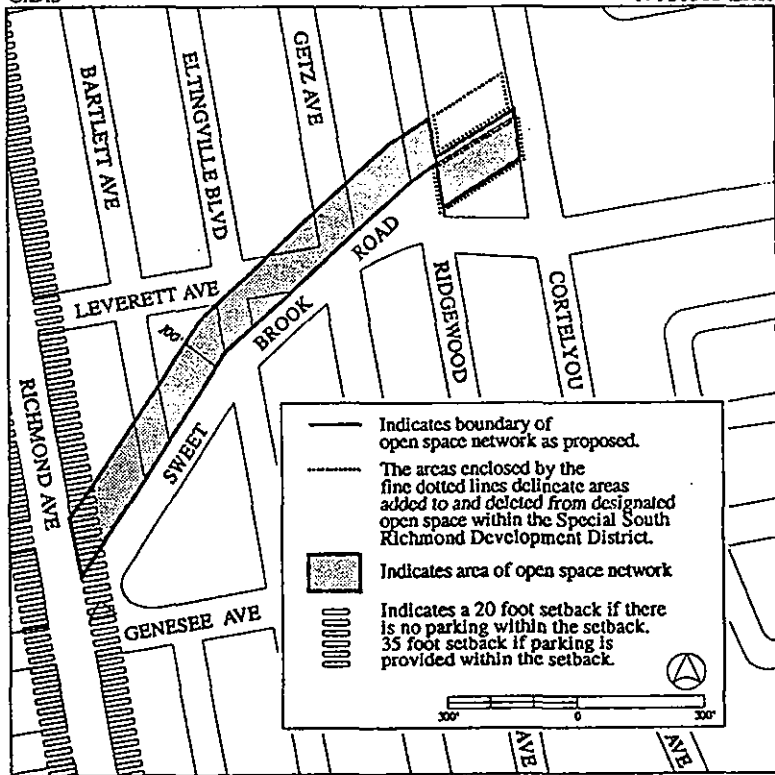 BARTLETT AVE
ELTINGVILLE BLVD
GETZ AVE
LEVERETT AVE
100'
ROAD
BROOK
SWEET
RIDGEWOOD
CORTELYOU
RICHMOND AVE
GENESEE AVE
Indicates boundary of
open space network as proposed.
The areas enclosed by the
fine dotted lines delincate areas
added to and deleted from designated
open space within the Special South
Richmond Development District.
Indicates area of open space network
Indicates a 20 foot setback if there
is no parking within the setback.
35 foot setback if parking is
provided within the setback.
300'
0
300'
AVE
AVE